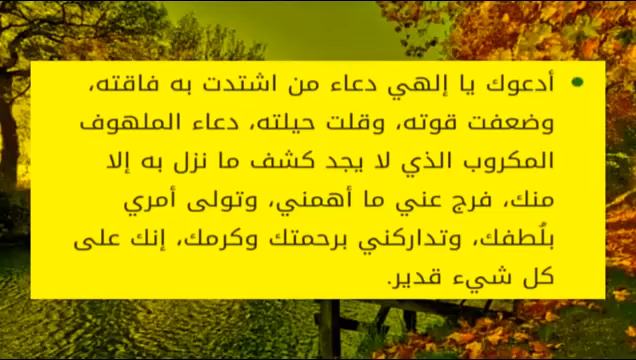 • أدعوك يا إلهي دعاء من اشتدت به فاقته،
وضعفت قوته، وقلت حيلته، دعاء الملهوف
المكروب الذي لا يجد كشف ما نزل به إلا
منك، فرج عني ما أهمني، وتولى أمري
بلُطفك، وتداركني برحمتك وكرمك، إنك على
كل شيء قدير.